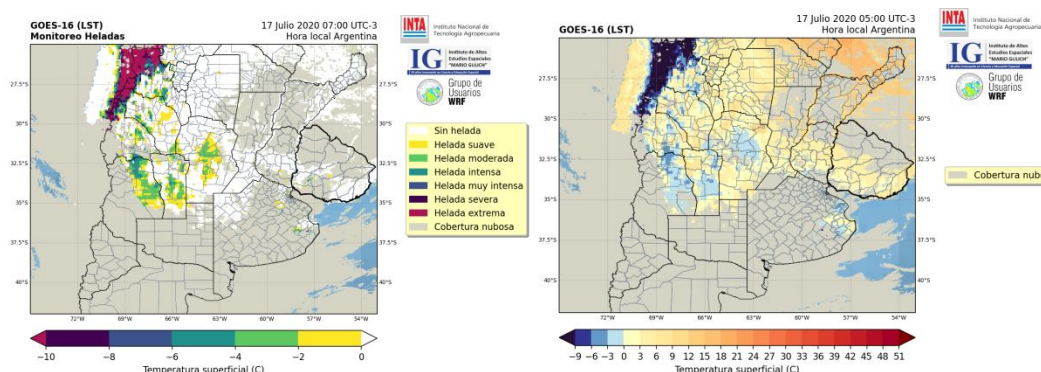 GOES-16 (LST)
Monitoreo Heladas
17 Julio 2020 07:00 UTC-3
Hora local Argentina
27.5°S
30°S
32.5°S
35°S
37.5°S
40°S
72°W
69°W
66°W
63°W
60°W
57°W
54°W
−10
−8
−6
−4
−2
0
Temperatura superficial (C)
INTA
Instituto Nacional de
Tecnología Agropecuaria
IG
Instituto de Altos
Estudios Espaciales
"MARIO GULICH"
Grupo de
Usuarios
WRF
Sin helada
Helada suave
Helada moderada
Helada intensa
Helada muy intensa
Helada severa
Helada extrema
Cobertura nubosa
GOES-16 (LST)
17 Julio 2020 05:00 UTC-3
Hora local Argentina
27.5°S
30°S
32.5°S
35°S
37.5°S
40°S
72°W
69°W
66°W
63°W
60°W
57°W
54°W
−9 −6 −3 0 3 6 9 12 15 18 21 24 27 30 33 36 39 42 45 48 51
Temperatura superficial (C)
INTA
Instituto Nacional de
Tecnología Agropecuaria
IG
Instituto de Altos
Estudios Espaciales
"MARIO GULICH"
Grupo de
Usuarios
WRF
Cobertura nubo